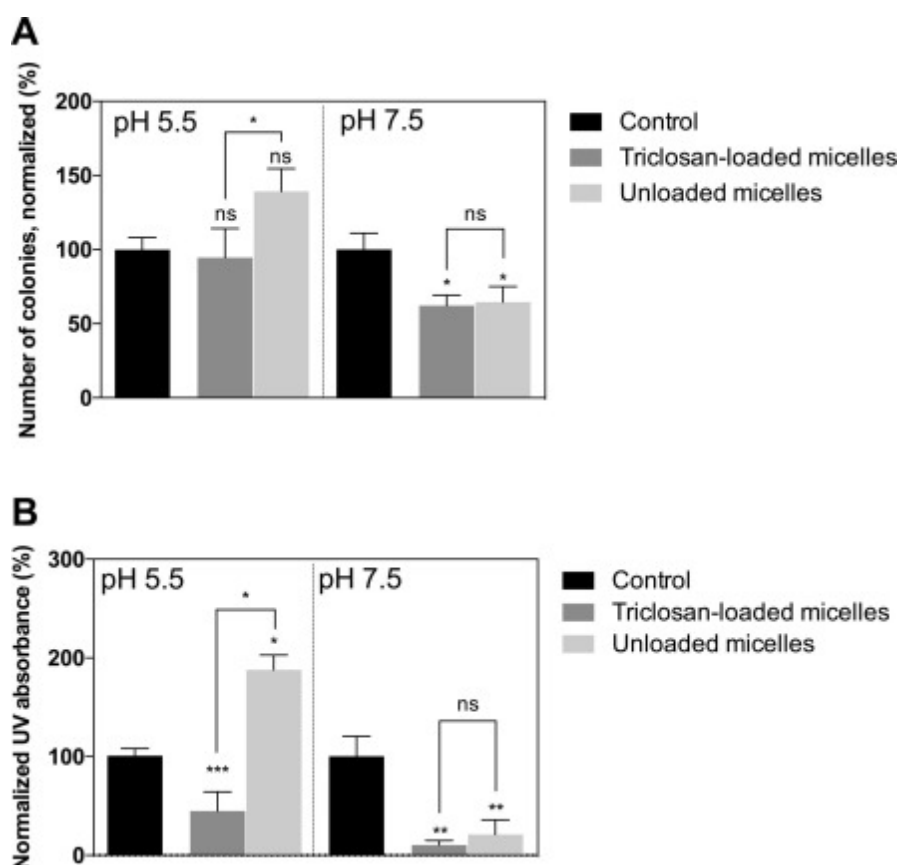 A
Number of colonies, normalized (%)
200
150
100
50
0
pH 5.5
pH 7.5
*
ns
ns
ns
*
*
Control
Triclosan-loaded micelles
Unloaded micelles
B
Normalized UV absorbance (%)
300
200
100
0
pH 5.5
pH 7.5
*
*
***
ns
**
**
Control
Triclosan-loaded micelles
Unloaded micelles